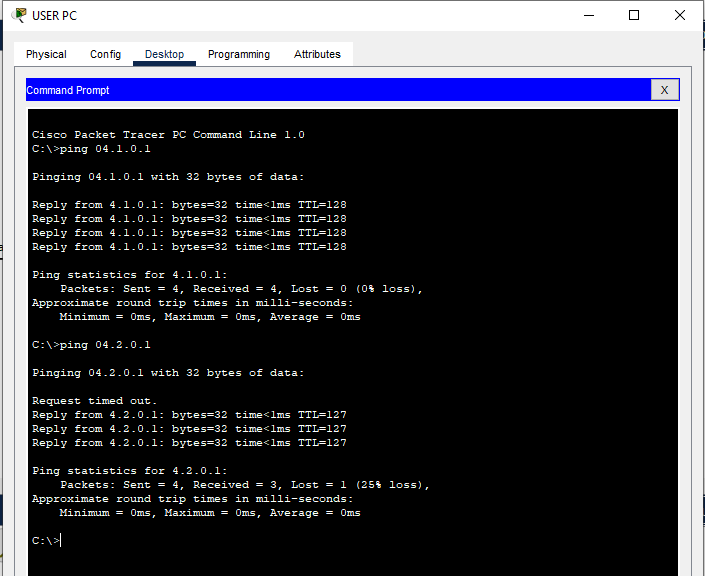 USER PC
Physical Config Desktop Programming Attributes
Command Prompt X
Cisco Packet Tracer PC Command Line 1.0
C:\>ping 04.1.0.1
Pinging 04.1.0.1 with 32 bytes of data:
Reply from 4.1.0.1: bytes=32 time<1ms TTL=128
Reply from 4.1.0.1: bytes=32 time<1ms TTL=128
Reply from 4.1.0.1: bytes=32 time<1ms TTL=128
Reply from 4.1.0.1: bytes=32 time<1ms TTL=128
Ping statistics for 4.1.0.1:
Packets: Sent = 4, Received = 4, Lost = 0 (0% loss),
Approximate round trip times in milli-seconds:
Minimum = 0ms, Maximum = 0ms, Average = 0ms
C:\>ping 04.2.0.1
Pinging 04.2.0.1 with 32 bytes of data:
Request timed out.
Reply from 4.2.0.1: bytes=32 time<1ms TTL=127
Reply from 4.2.0.1: bytes=32 time<1ms TTL=127
Reply from 4.2.0.1: bytes=32 time<1ms TTL=127
Ping statistics for 4.2.0.1:
Packets: Sent = 4, Received = 3, Lost = 1 (25% loss),
Approximate round trip times in milli-seconds:
Minimum = 0ms, Maximum = 0ms, Average = 0ms
C:\>